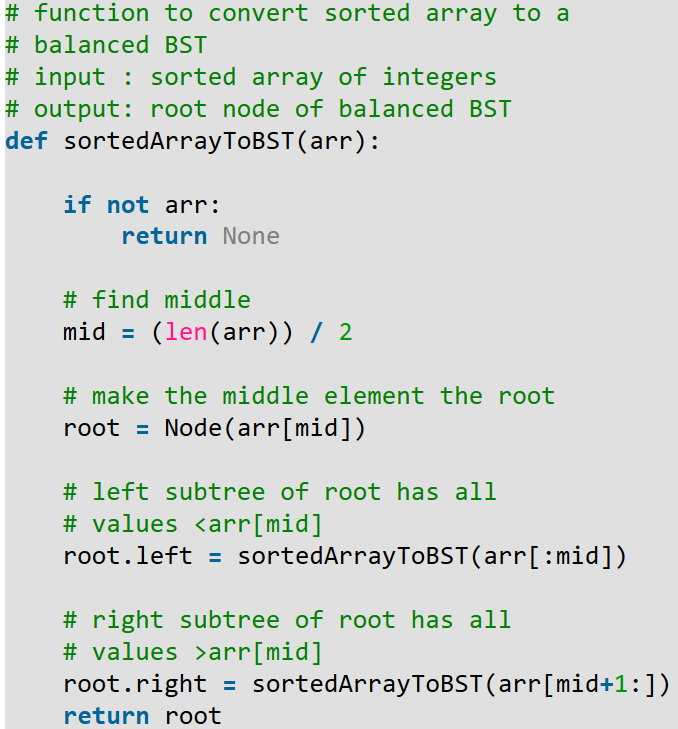 # function to convert sorted array to a
# balanced BST
# input : sorted array of integers
# output: root node of balanced BST
def sortedArrayToBST(arr):
if not arr:
return None
# find middle
mid = (len(arr)) / 2
# make the middle element the root
root = Node(arr[mid])
# left subtree of root has all
# values <arr[mid]
root.left = sortedArrayToBST(arr[:mid])
# right subtree of root has all
# values >arr[mid]
root.right = sortedArrayToBST(arr[mid+1:])
return root